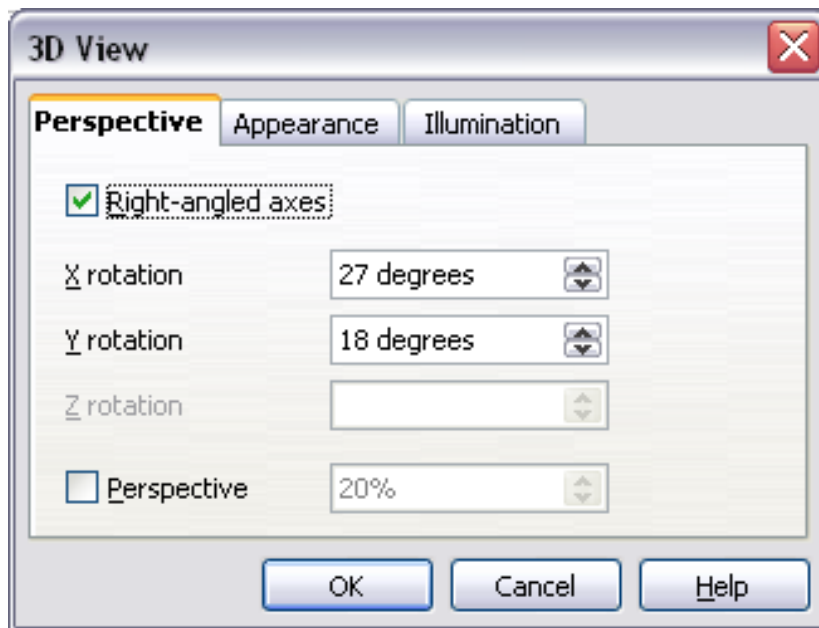 3D View
Perspective Appearance Illumination
Right-angled axes
X rotation 27 degrees
Y rotation 18 degrees
Z rotation
Perspective 20%
OK Cancel Help